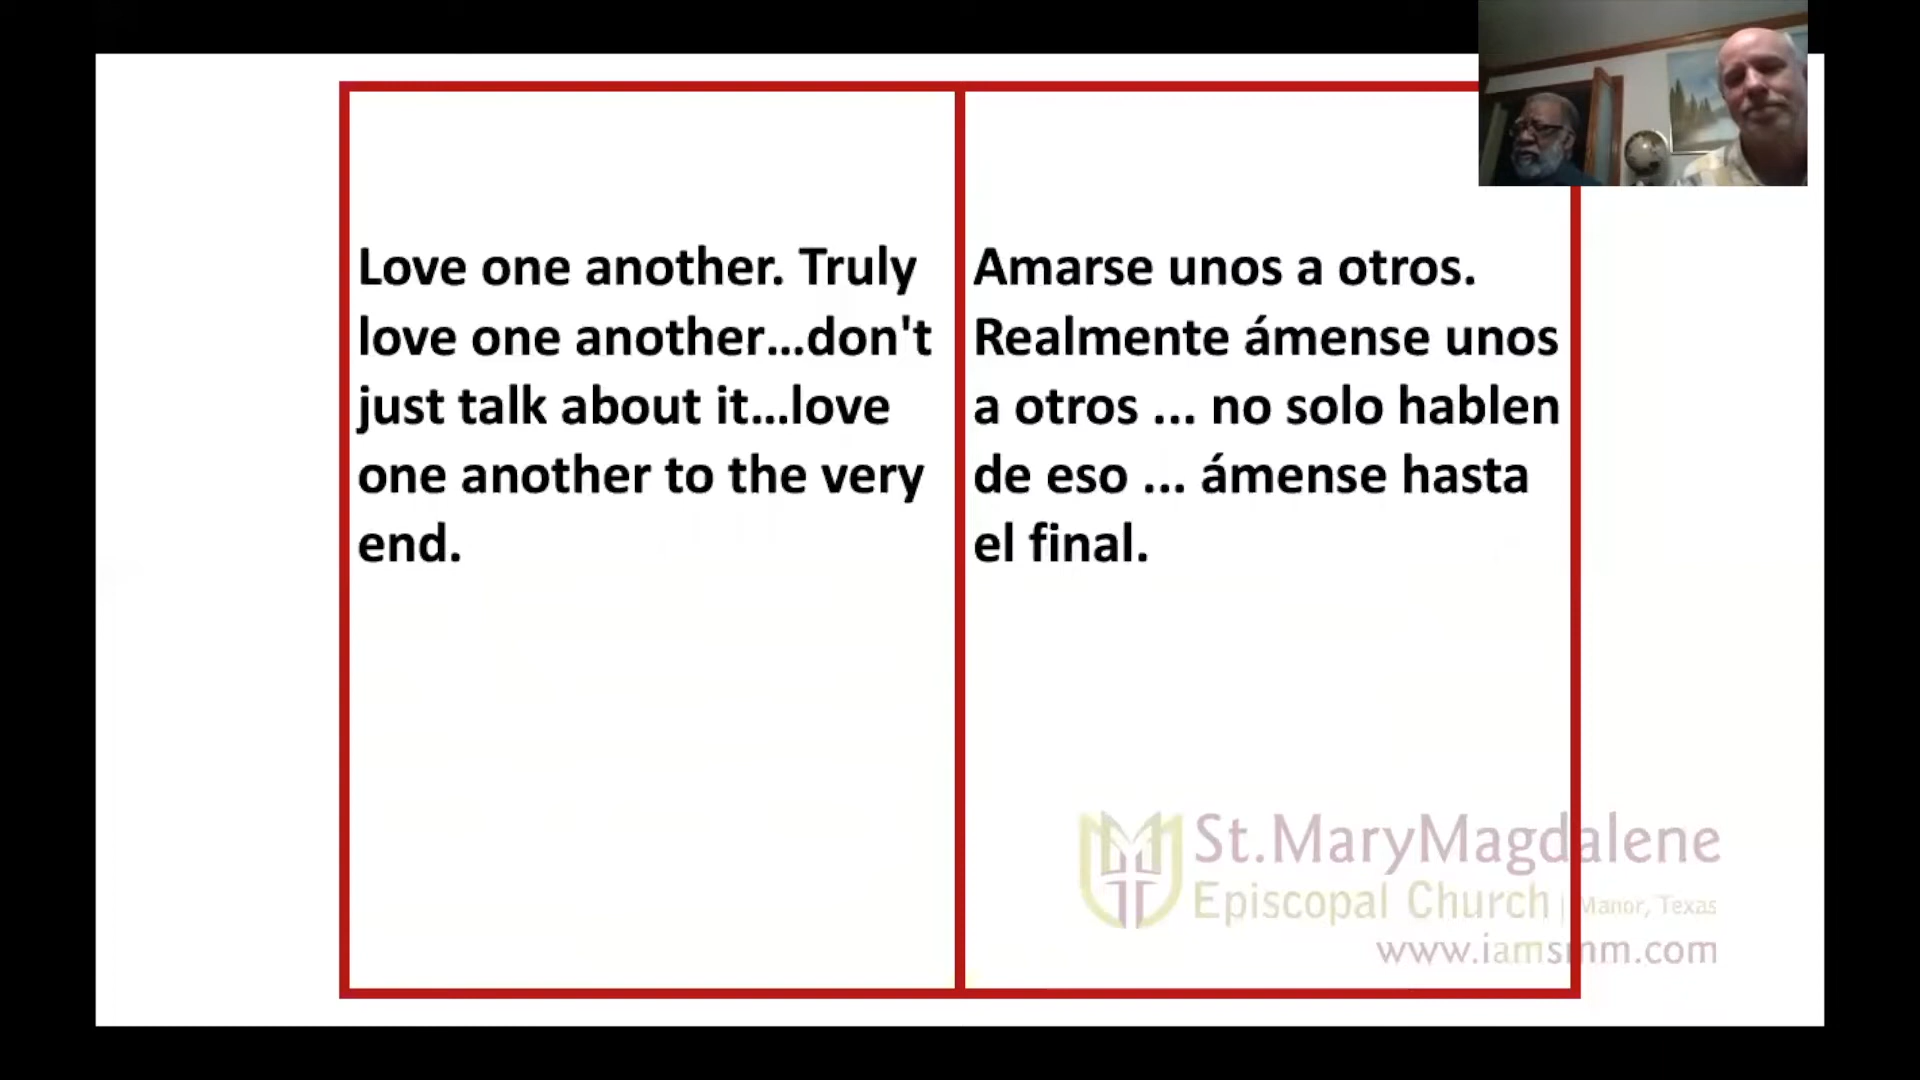 Love one another. Truly
love one another...don't
just talk about it...love
one another to the very
end.
Amarse unos a otros.
Realmente ámense unos
a otros ... no solo hablen
de eso ... ámense hasta
el final.
St.MaryMagdalene
Episcopal Church | Manor, Texas
www.iamsmm.com